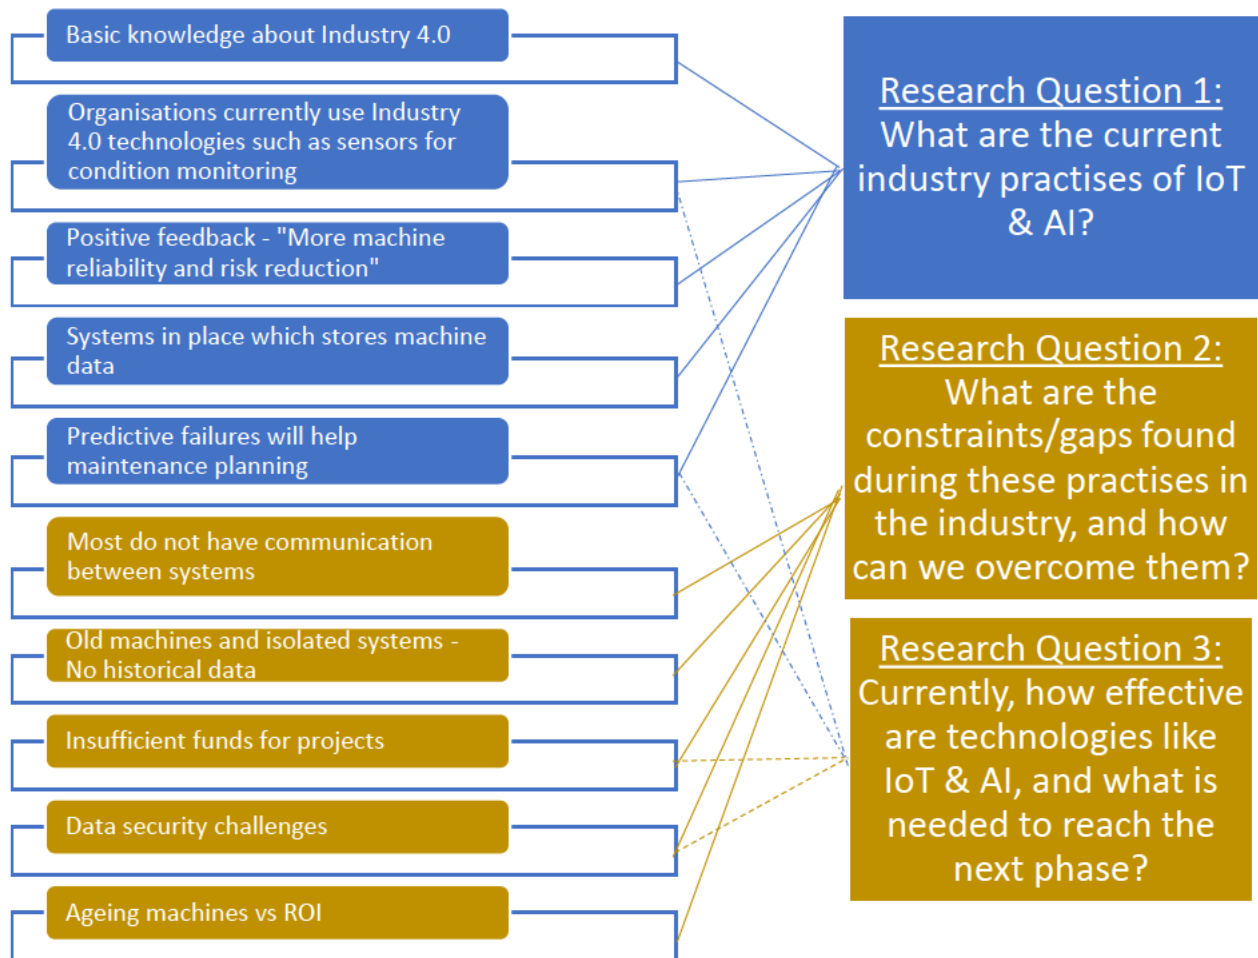 Basic knowledge about Industry 4.0
Organisations currently use Industry
4.0 technologies such as sensors for
condition monitoring
Positive feedback - "More machine
reliability and risk reduction"
Systems in place which stores machine
data
Predictive failures will help
maintenance planning
Most do not have communication
between systems
Old machines and isolated systems -
No historical data
Insufficient funds for projects
Data security challenges
Ageing machines vs ROI
Research Question 1:
What are the current
industry practises of IoT
& AI?
Research Question 2:
What are the
constraints/gaps found
during these practises in
the industry, and how
can we overcome them?
Research Question 3:
Currently, how effective
are technologies like
IoT & AI, and what is
needed to reach the
next phase?